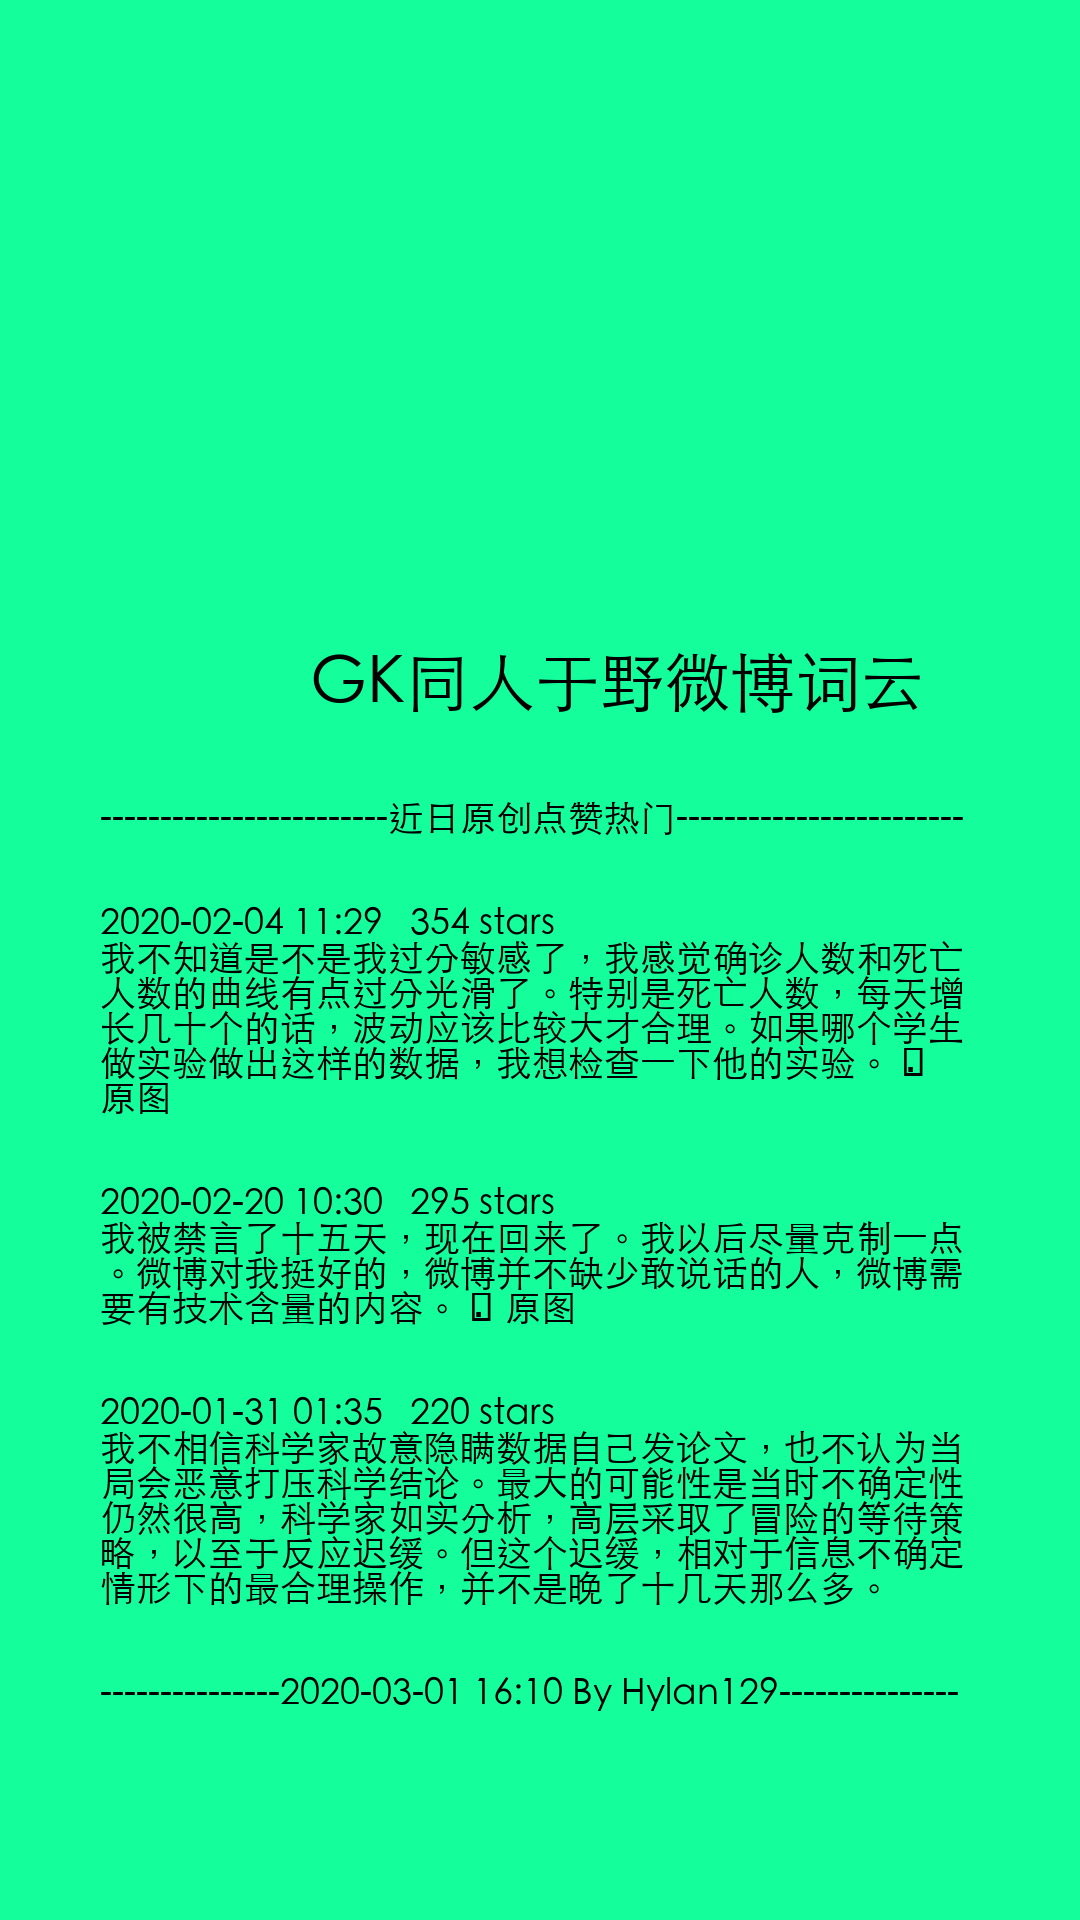 GK同人于野微博词云
------------------------近日原创点赞热门------------------------
2020-02-04 11:29 354 stars
我不知道是不是我过分敏感了，我感觉确诊人数和死亡
人数的曲线有点过分光滑了。特别是死亡人数，每天增
长几十个的话，波动应该比较大才合理。如果哪个学生
做实验做出这样的数据，我想检查一下他的实验。
原图
2020-02-20 10:30 295 stars
我被禁言了十五天，现在回来了。我以后尽量克制一点
。微博对我挺好的，微博并不缺少敢说话的人，微博需
要有技术含量的内容。 原图
2020-01-31 01:35 220 stars
我不相信科学家故意隐瞒数据自己发论文，也不认为当
局会恶意打压科学结论。最大的可能性是当时不确定性
仍然很高，科学家如实分析，高层采取了冒险的等待策
略，以至于反应迟缓。但这个迟缓，相对于信息不确定
情形下的最合理操作，并不是晚了十几天那么多。
---------------2020-03-01 16:10 By Hylan129---------------